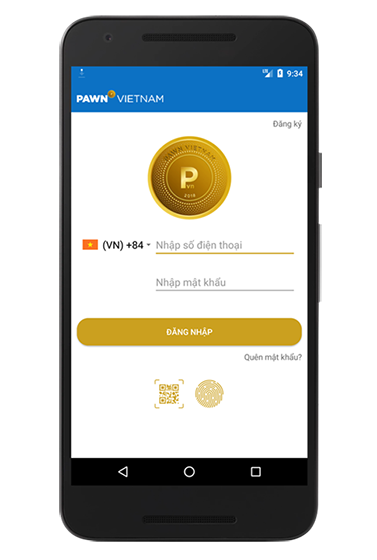 9:34
PAWN VIETNAM
Đăng ký
PAWN VIETNAM
P
VN
2018
(VN) +84
Nhập số điện thoại
Nhập mật khẩu
ĐĂNG NHẬP
Quên mật khẩu?